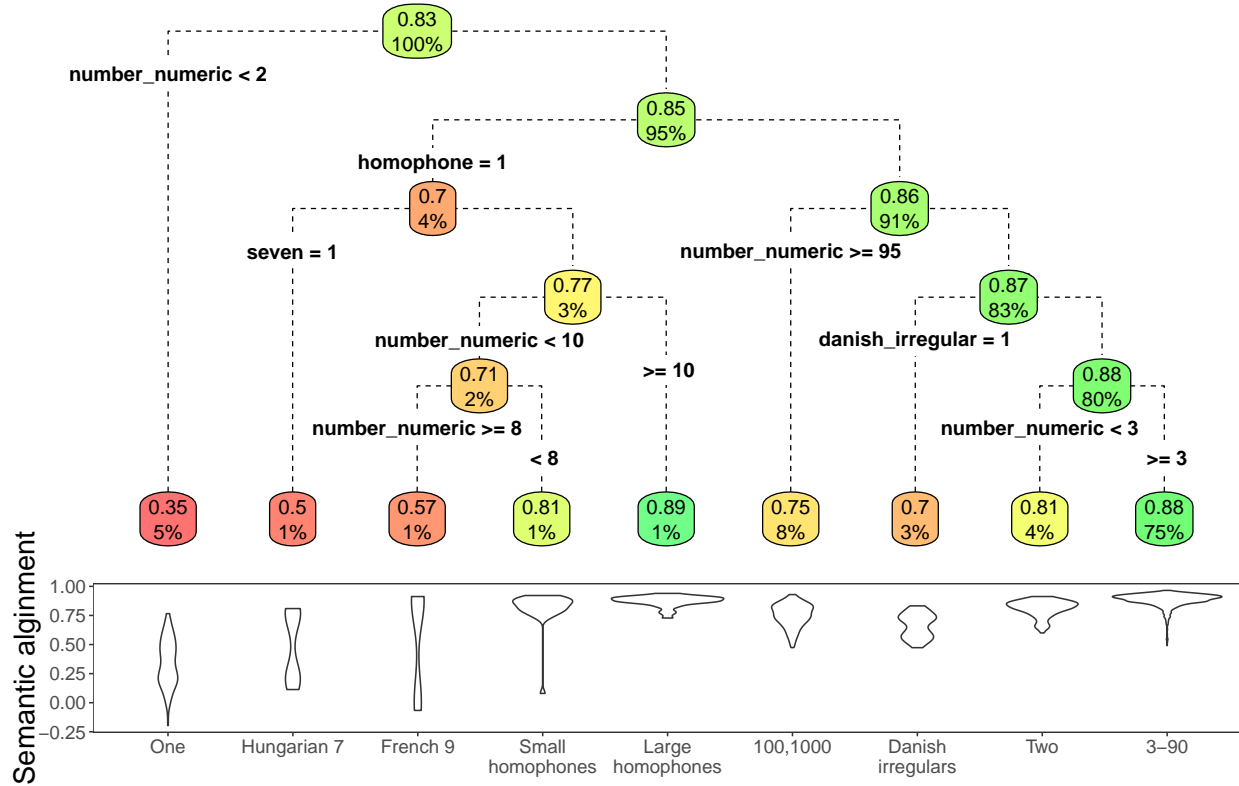 0.83
100%
number_numeric < 2
0.85
95%
homophone = 1
0.7
4%
0.86
91%
seven = 1
number_numeric >= 95
0.77
3%
0.87
83%
number_numeric < 10
danish_irregular = 1
>= 10
0.71
2%
0.88
80%
number_numeric >= 8
number_numeric < 3
< 8
>= 3
0.35
5%
0.5
1%
0.57
1%
0.81
1%
0.89
1%
0.75
8%
0.7
3%
0.81
4%
0.88
75%
Semantic alginment
1.00
0.75
0.50
0.25
0.00
−0.25
One
Hungarian 7
French 9
Small
homophones
Large
homophones
100,1000
Danish
irregulars
Two
3−90